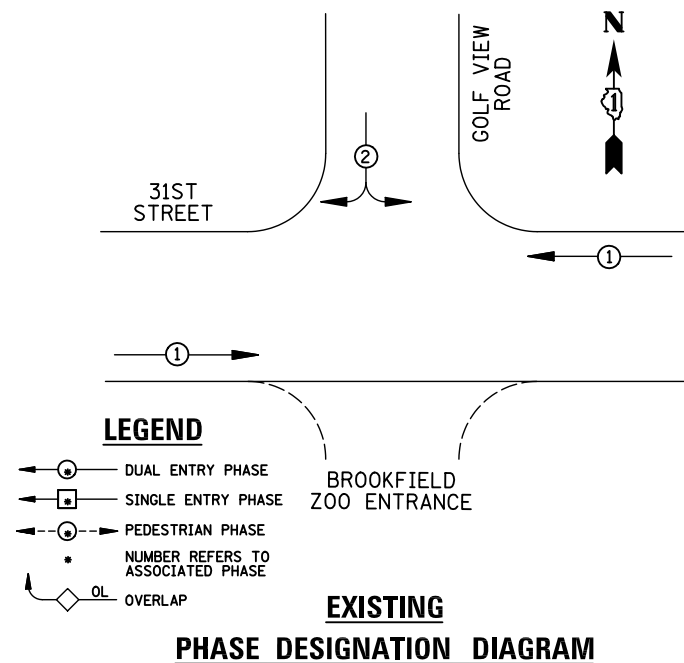 N
1
GOLF VIEW
ROAD
2
31ST
STREET
1
1
LEGEND
* DUAL ENTRY PHASE
* SINGLE ENTRY PHASE
* PEDESTRIAN PHASE
* NUMBER REFERS TO
ASSOCIATED PHASE
OL OVERLAP
BROOKFIELD
ZOO ENTRANCE
EXISTING
PHASE DESIGNATION DIAGRAM